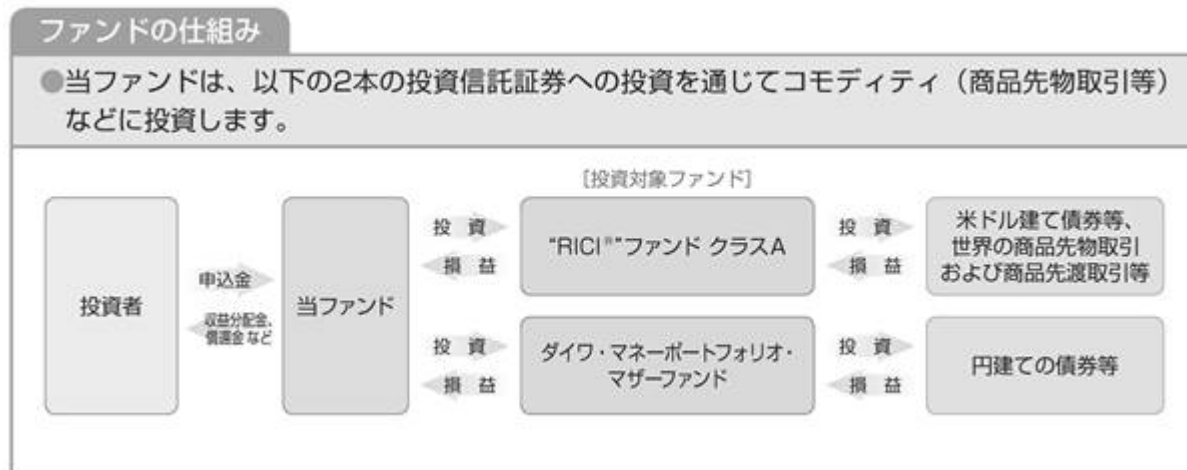 ファンドの仕組み
●当ファンドは、以下の2本の投資信託証券への投資を通じてコモディティ（商品先物取引等）
などに投資します。
［投資対象ファンド］
投資者
申込金
収益分配金、
償還金 など
当ファンド
投 資
損 益
"RICI®"ファンド クラスA
投 資
損 益
米ドル建て債券等、
世界の商品先物取引
および商品先渡取引等
投 資
損 益
ダイワ・マネーポートフォリオ・
マザーファンド
投 資
損 益
円建ての債券等